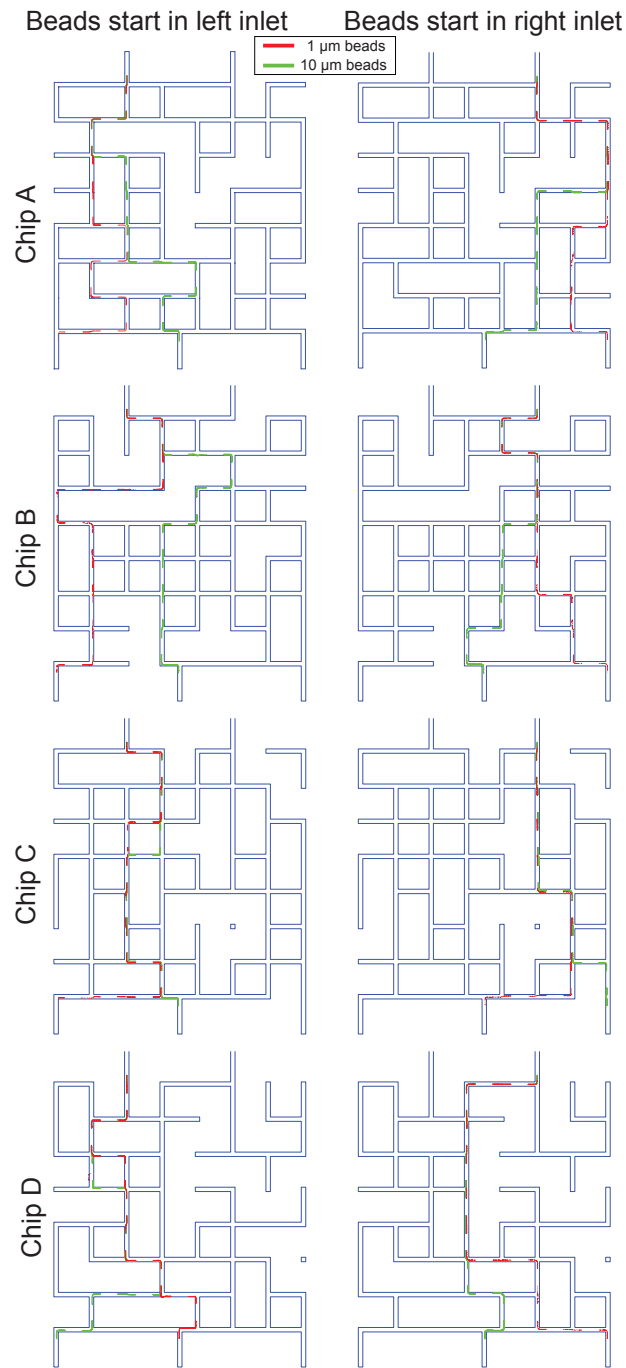 Beads start in left inlet
Beads start in right inlet
1 µm beads
10 µm beads
Chip A
Chip B
Chip C
Chip D